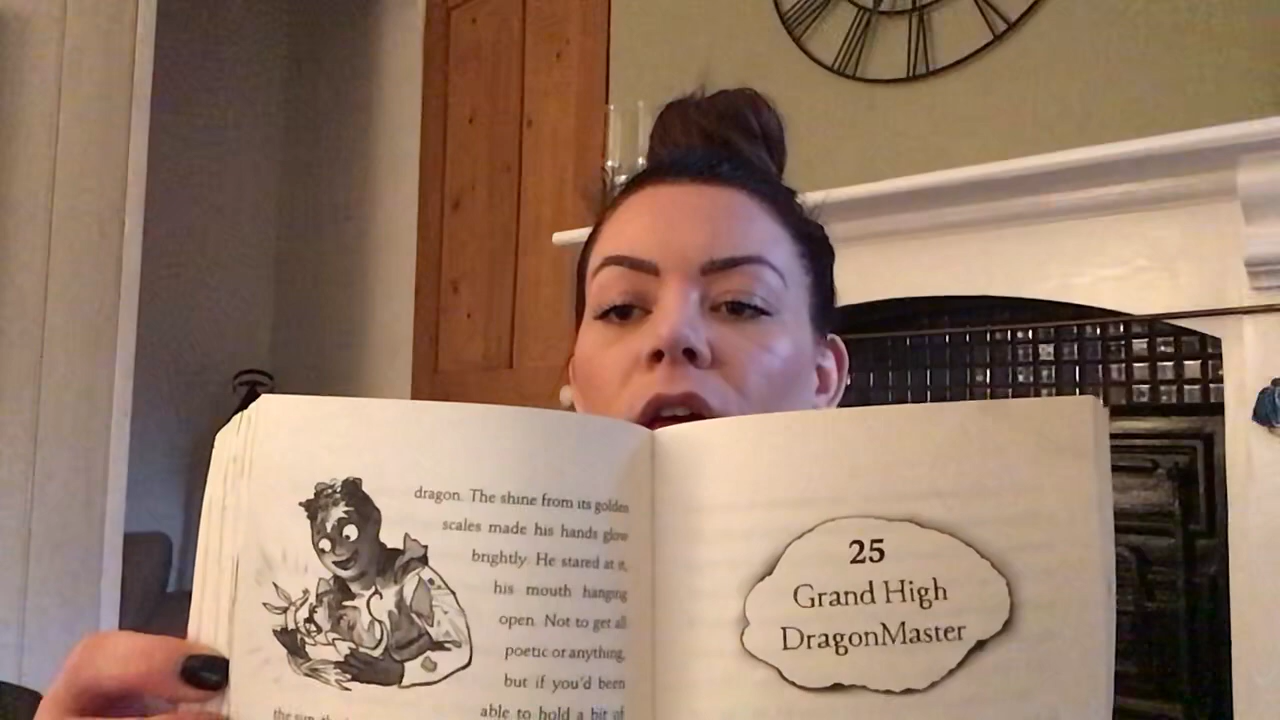 dragon. The shine from its golden
scales made his hands glow
brightly. He stared at it,
his mouth hanging
open. Not to get all
poetic or anything,
but if you'd been
able to hold a bit of
the sun, 
25
Grand High
DragonMaster